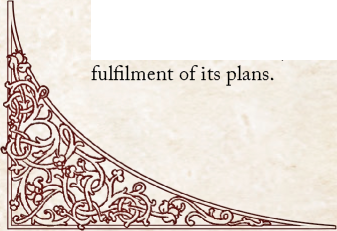 fulfilment of its plans.